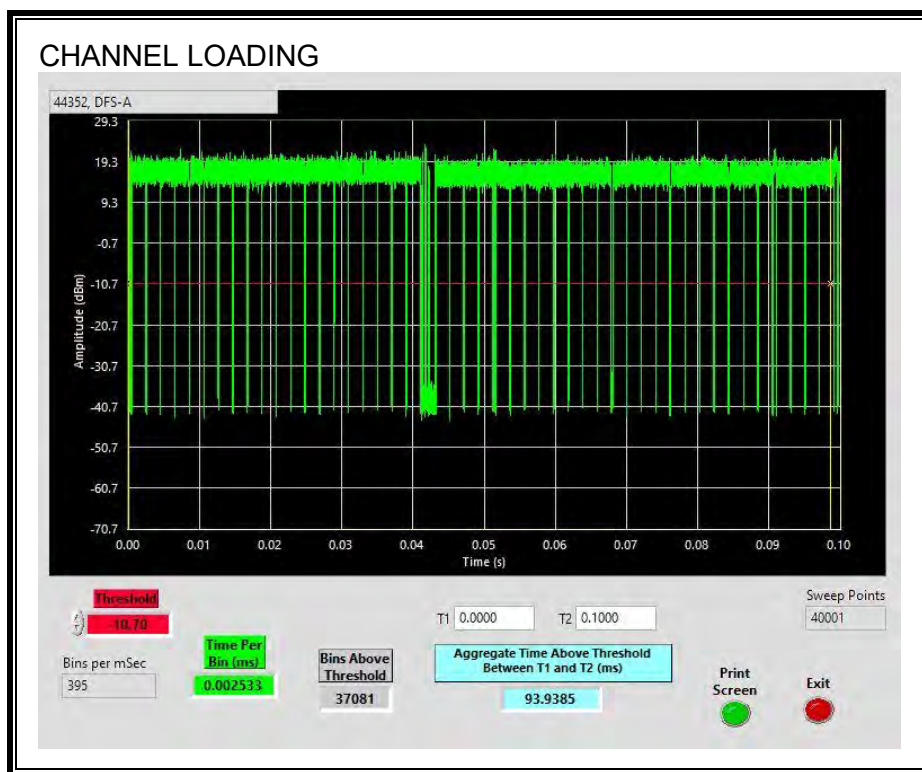 CHANNEL LOADING
44352, DFS-A
29.3
19.3
9.3
-0.7
-10.7
-20.7
-30.7
-40.7
-50.7
-60.7
-70.7
Amplitude (dBm)
0.00 0.01 0.02 0.03 0.04 0.05 0.06 0.07 0.08 0.09 0.10
Time (s)
Threshold
-10.70
T1 0.0000 T2 0.1000
Sweep Points
40001
Bins per mSec
395
Time Per
Bin (ms)
0.002533
Bins Above
Threshold
37081
Aggregate Time Above Threshold
Between T1 and T2 (ms)
93.9385
Print
Screen
Exit